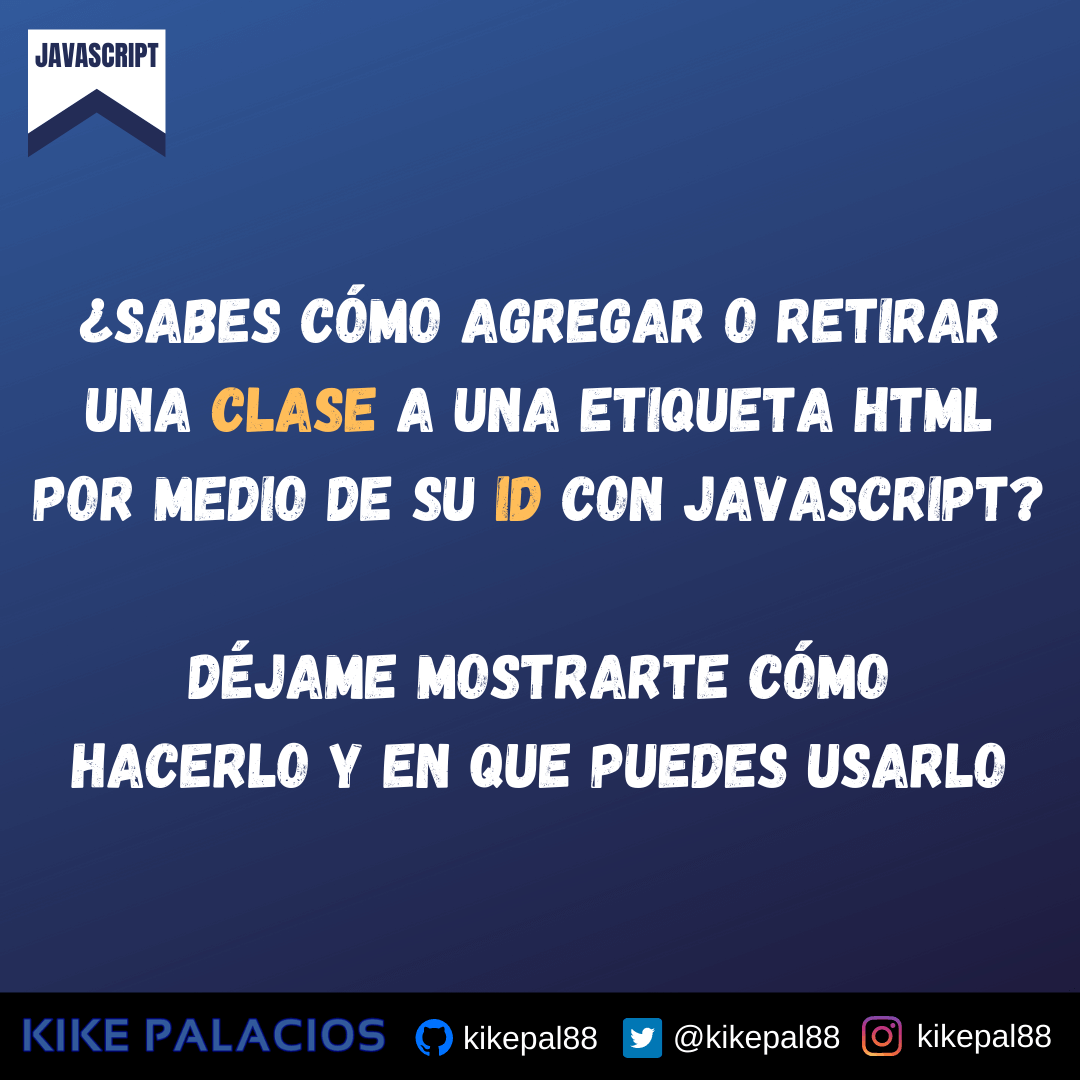 JAVASCRIPT
¿SABES CÓMO AGREGAR O RETIRAR
UNA CLASE A UNA ETIQUETA HTML
POR MEDIO DE SU ID CON JAVASCRIPT?
DÉJAME MOSTRARTE CÓMO
HACERLO Y EN QUE PUEDES USARLO
KIKE PALACIOS kikepal88 @kikepal88 kikepal88